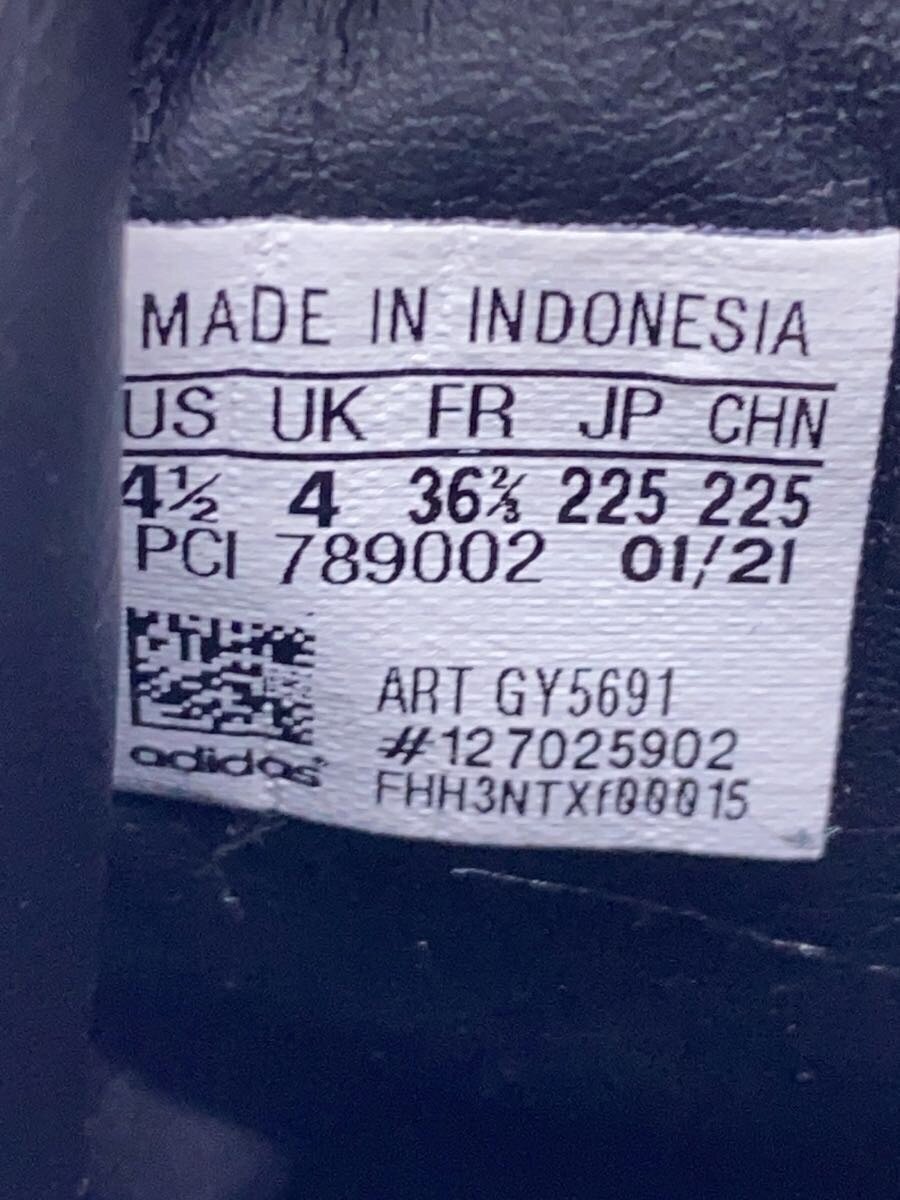 MADE IN INDONESIA
US UK FR JP CHN
4½ 4 36⅔ 225 225
PCI 789002 01/21
ART GY5691
#127025902
FHHЗNTXf00015
adidas